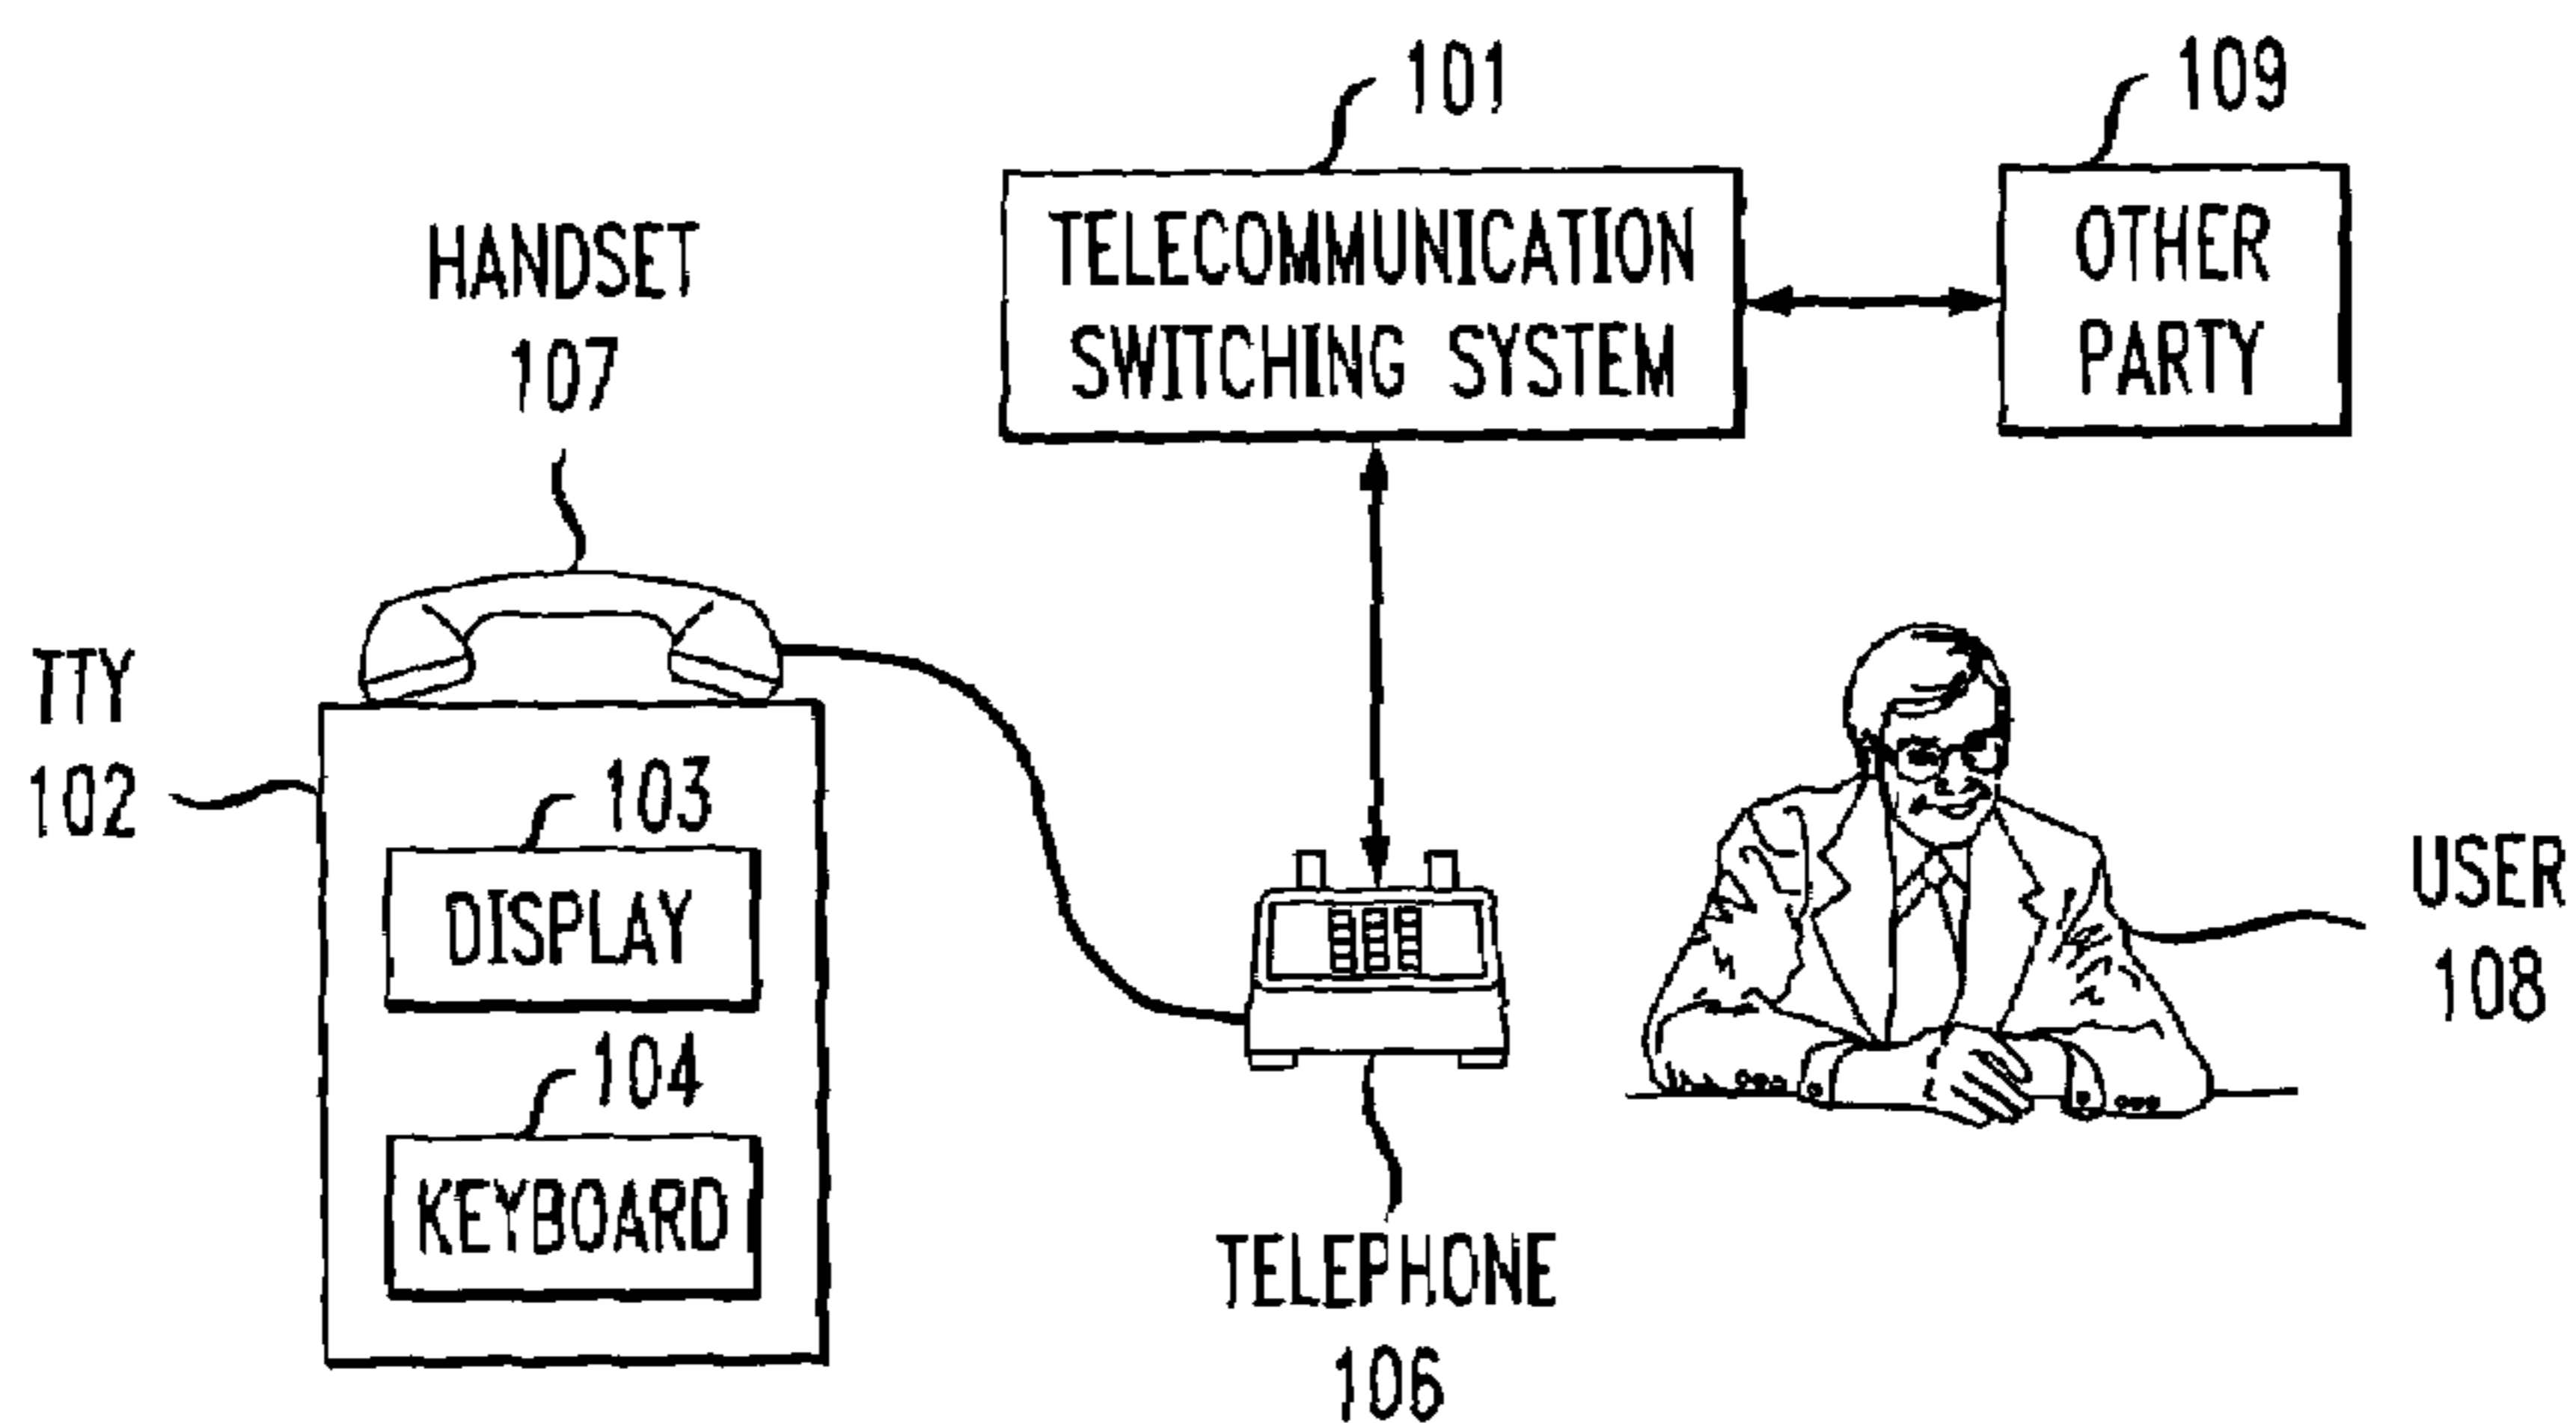 101
109
TELECOMMUNICATION
SWITCHING SYSTEM
OTHER
PARTY
HANDSET
107
TTY
102
103
DISPLAY
104
KEYBOARD
TELEPHONE
106
USER
108